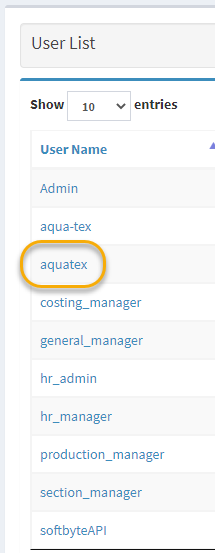 User List
Show 10 entries
User Name
Admin
aqua-tex
aquatex
costing_manager
general_manager
hr_admin
hr_manager
production_manager
section_manager
softbyteAPI